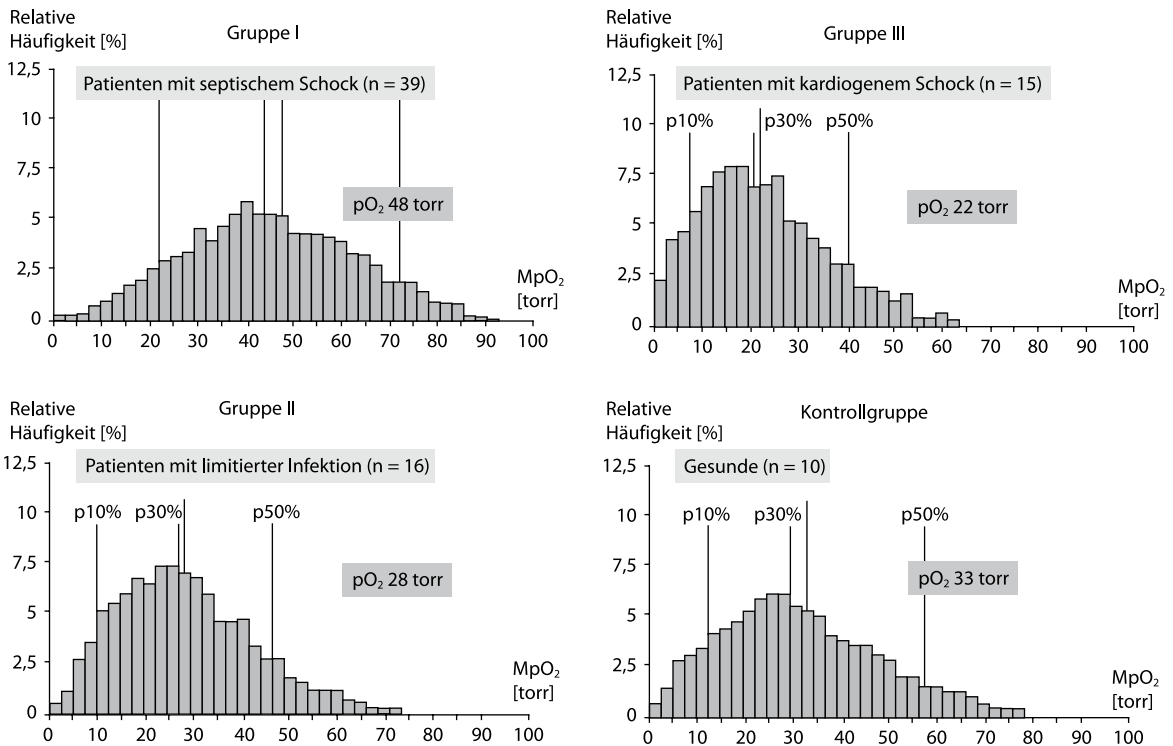 Relative
Häufigkeit [%]
Gruppe I
12,5
Patienten mit septischem Schock (n = 39)
10
7,5
pO₂ 48 torr
5
2,5
MpO₂
[torr]
0
0 10 20 30 40 50 60 70 80 90 100
Relative
Häufigkeit [%]
Gruppe III
12,5
Patienten mit kardiogenem Schock (n = 15)
10
p10% p30% p50%
7,5
pO₂ 22 torr
5
2,5
MpO₂
[torr]
0
0 10 20 30 40 50 60 70 80 90 100
Relative
Häufigkeit [%]
Gruppe II
12,5
Patienten mit limitierter Infektion (n = 16)
10
p10% p30% p50%
7,5
pO₂ 28 torr
5
2,5
MpO₂
[torr]
0
0 10 20 30 40 50 60 70 80 90 100
Relative
Häufigkeit [%]
Kontrollgruppe
12,5
Gesunde (n = 10)
10
p10% p30% p50%
7,5
pO₂ 33 torr
5
2,5
MpO₂
[torr]
0
0 10 20 30 40 50 60 70 80 90 100